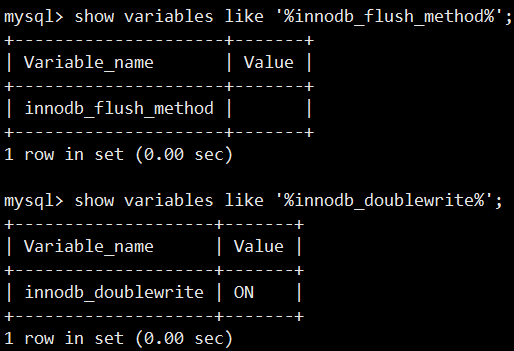 mysql> show variables like '%innodb_flush_method%';
+---------------------+-------+
| Variable_name       | Value |
+---------------------+-------+
| innodb_flush_method |       |
+---------------------+-------+
1 row in set (0.00 sec)

mysql> show variables like '%innodb_doublewrite%';
+--------------------+-------+
| Variable_name      | Value |
+--------------------+-------+
| innodb_doublewrite | ON    |
+--------------------+-------+
1 row in set (0.00 sec)